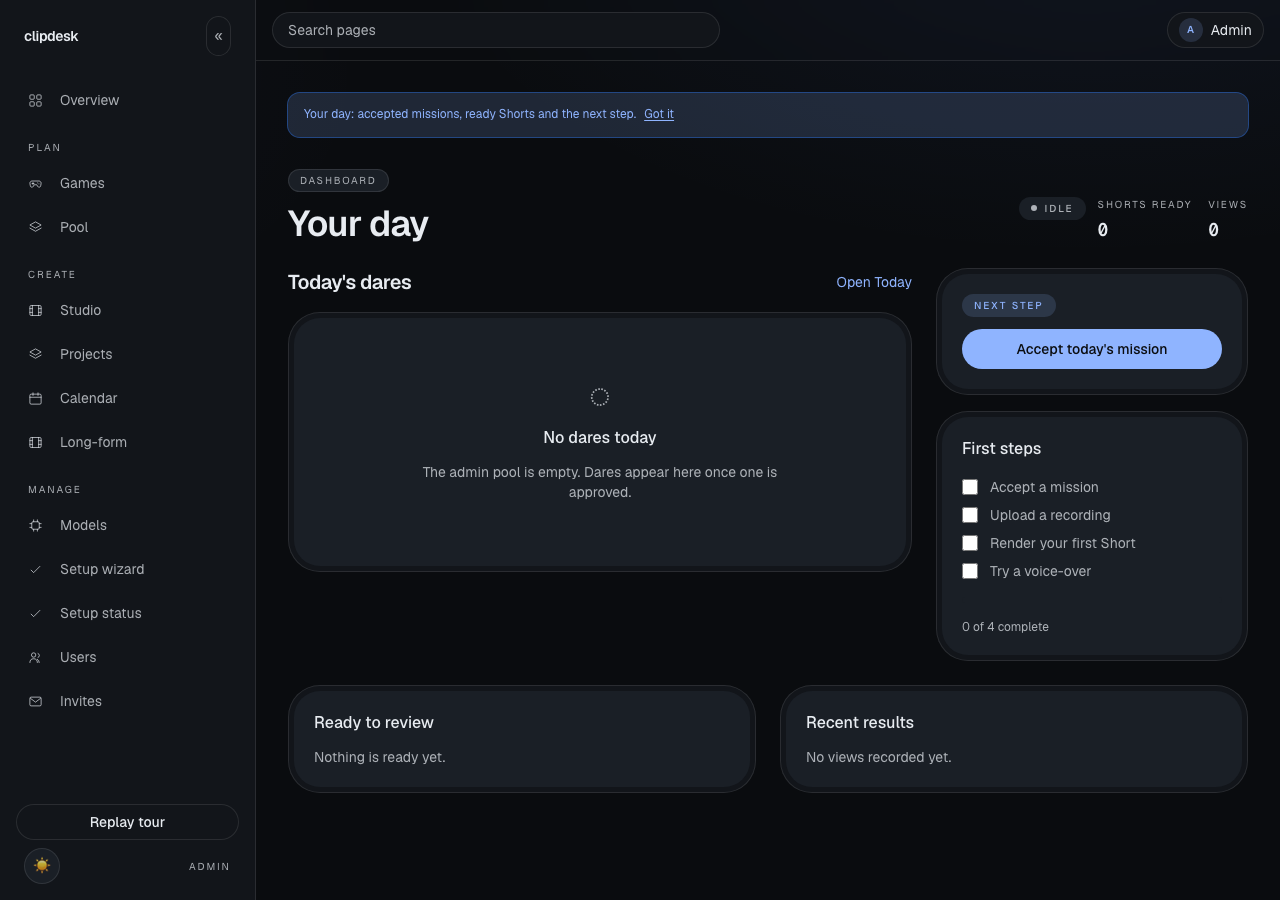 clipdesk
«
Overview
PLAN
Games
Pool
CREATE
Studio
Projects
Calendar
Long-form
MANAGE
Models
Setup wizard
Setup status
Users
Invites
Replay tour
ADMIN
Search pages
A Admin
Your day: accepted missions, ready Shorts and the next step. Got it
DASHBOARD
Your day
IDLE
SHORTS READY
0
VIEWS
0
Today's dares
Open Today
No dares today
The admin pool is empty. Dares appear here once one is
approved.
NEXT STEP
Accept today's mission
First steps
Accept a mission
Upload a recording
Render your first Short
Try a voice-over
0 of 4 complete
Ready to review
Nothing is ready yet.
Recent results
No views recorded yet.